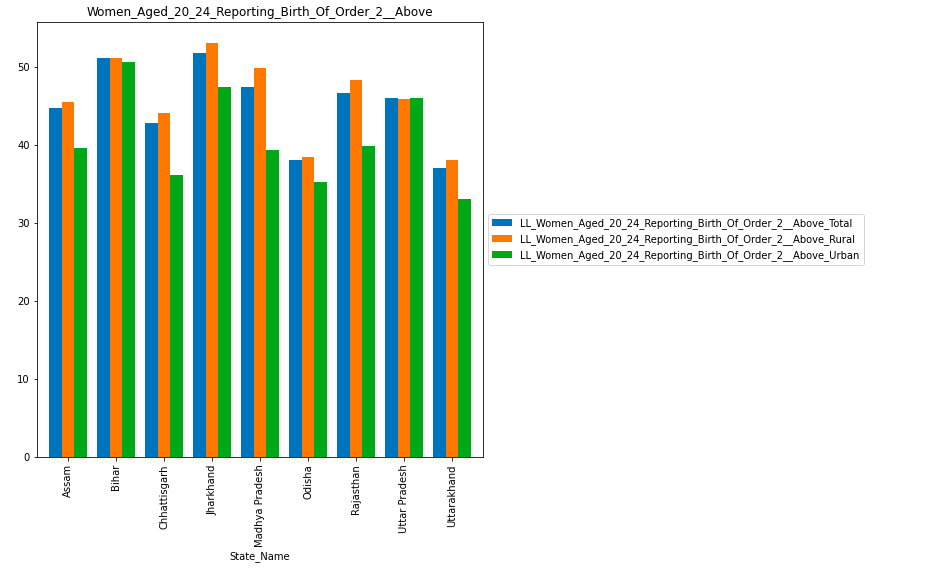 Women_Aged_20_24_Reporting_Birth_Of_Order_2__Above
50
40
30
20
10
0
Assam
Bihar
Chhattisgarh
Jharkhand
Madhya Pradesh
Odisha
Rajasthan
Uttar Pradesh
Uttarakhand
State_Name
LL_Women_Aged_20_24_Reporting_Birth_Of_Order_2__Above_Total
LL_Women_Aged_20_24_Reporting_Birth_Of_Order_2__Above_Rural
LL_Women_Aged_20_24_Reporting_Birth_Of_Order_2__Above_Urban